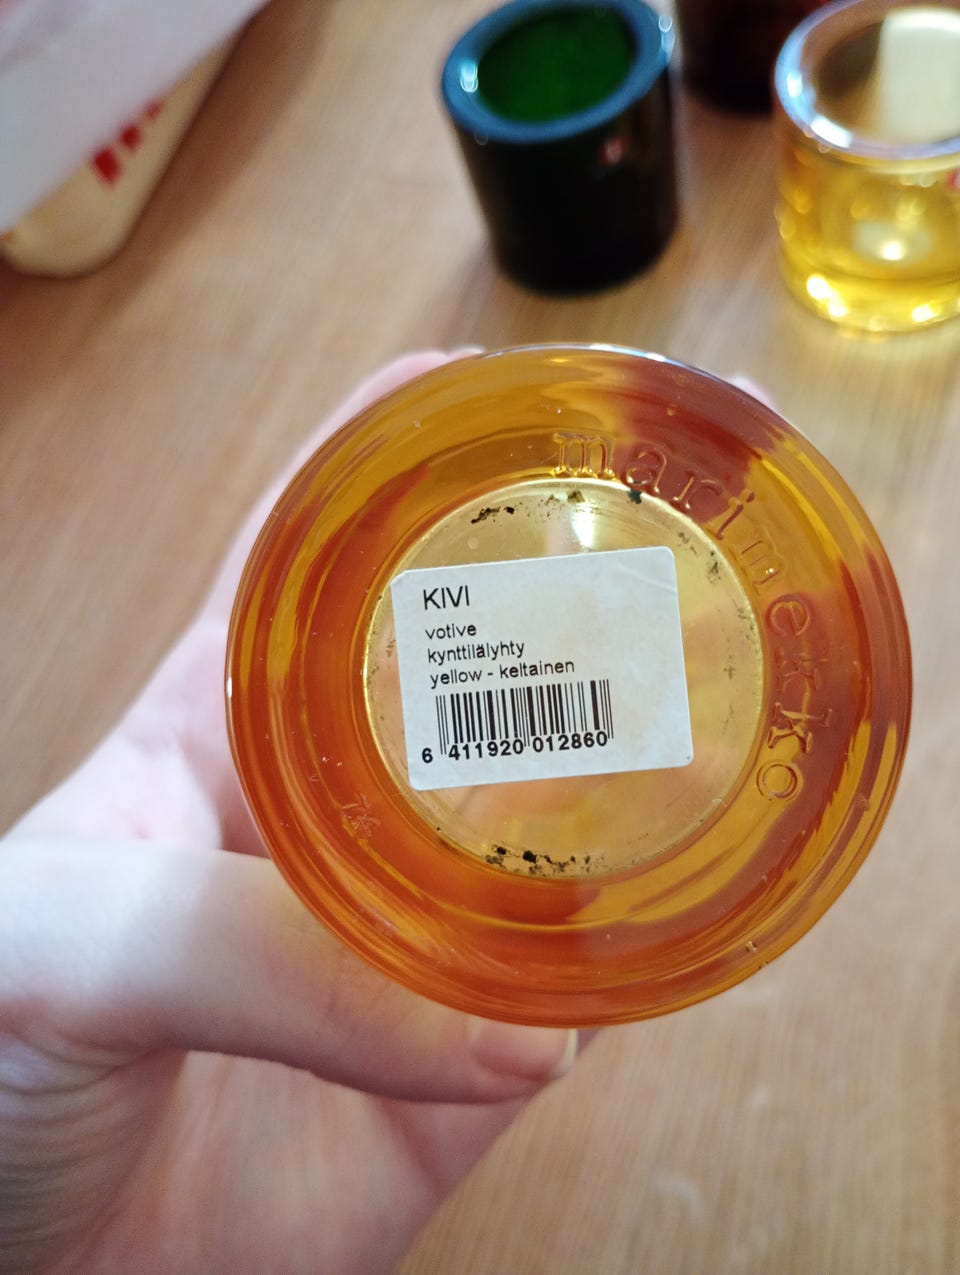 marimekko
KIVI
votive
kynttilälyhty
yellow - keltainen
6 411920 012860